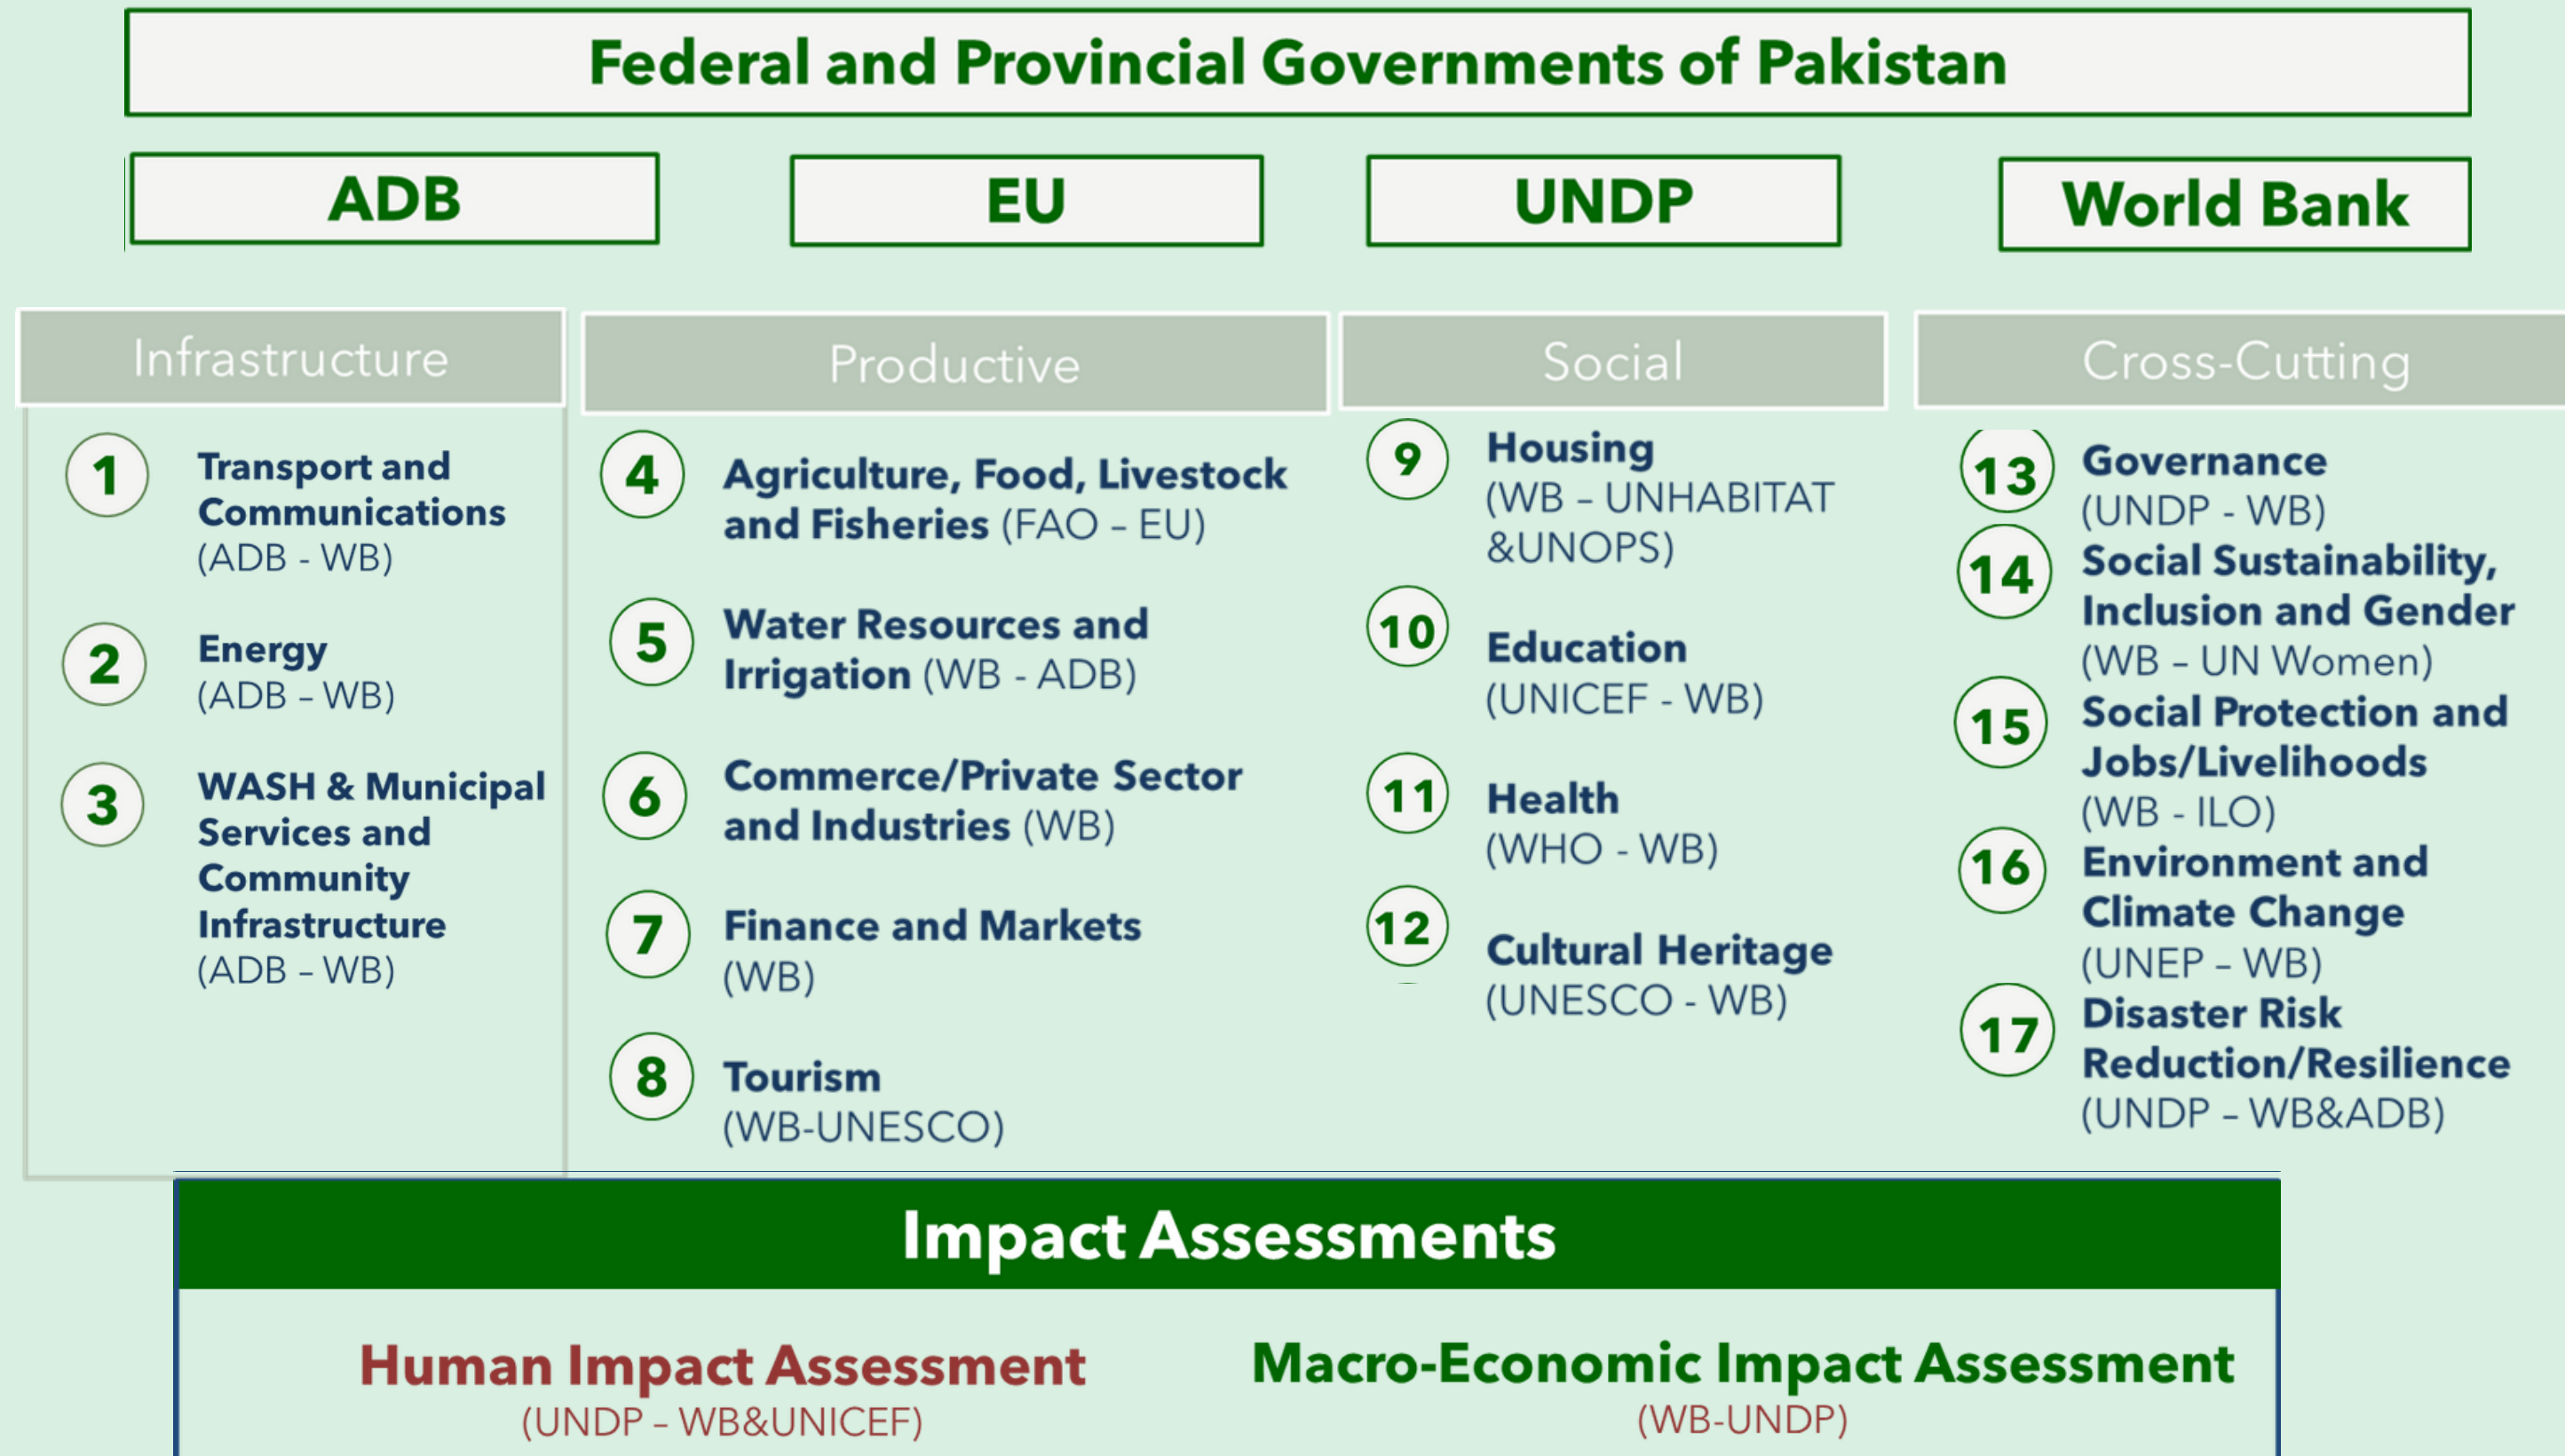 Federal and Provincial Governments of Pakistan
ADB
EU
UNDP
World Bank
Infrastructure
1
Transport and
Communications
(ADB - WB)
2
Energy
(ADB – WB)
3
WASH & Municipal
Services and
Community
Infrastructure
(ADB – WB)
Productive
4
Agriculture, Food, Livestock
and Fisheries (FAO – EU)
5
Water Resources and
Irrigation (WB - ADB)
6
Commerce/Private Sector
and Industries (WB)
7
Finance and Markets
(WB)
8
Tourism
(WB-UNESCO)
Social
9
Housing
(WB – UNHABITAT
&UNOPS)
10
Education
(UNICEF - WB)
11
Health
(WHO - WB)
12
Cultural Heritage
(UNESCO - WB)
Cross-Cutting
13
Governance
(UNDP - WB)
14
Social Sustainability,
Inclusion and Gender
(WB – UN Women)
15
Social Protection and
Jobs/Livelihoods
(WB - ILO)
16
Environment and
Climate Change
(UNEP – WB)
17
Disaster Risk
Reduction/Resilience
(UNDP – WB&ADB)
Impact Assessments
Human Impact Assessment
(UNDP – WB&UNICEF)
Macro-Economic Impact Assessment
(WB-UNDP)